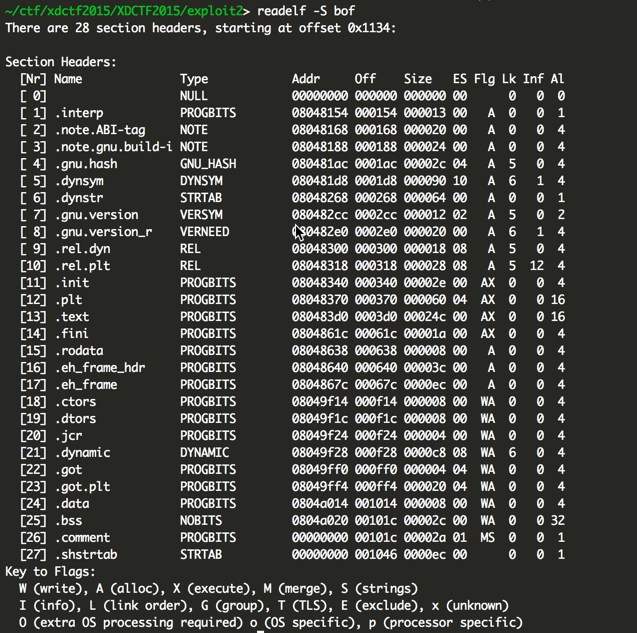 ~/ctf/xdctf2015/XDCTF2015/exploit2> readelf -S bof
There are 28 section headers, starting at offset 0x1134:
Section Headers:
[Nr] Name Type Addr Off Size ES Flg Lk Inf Al
[ 0] NULL 00000000 000000 000000 00 0 0 0
[ 1] .interp PROGBITS 08048154 000154 000013 00 A 0 0 1
[ 2] .note.ABI-tag NOTE 08048168 000168 000020 00 A 0 0 4
[ 3] .note.gnu.build-i NOTE 08048188 000188 000024 00 A 0 0 4
[ 4] .gnu.hash GNU_HASH 080481ac 0001ac 00002c 04 A 5 0 4
[ 5] .dynsym DYNSYM 080481d8 0001d8 000090 10 A 6 1 4
[ 6] .dynstr STRTAB 08048268 000268 000064 00 A 0 0 1
[ 7] .gnu.version VERSYM 080482cc 0002cc 000012 02 A 5 0 2
[ 8] .gnu.version_r VERNEED 080482e0 0002e0 000020 00 A 6 1 4
[ 9] .rel.dyn REL 08048300 000300 000018 08 A 5 0 4
[10] .rel.plt REL 08048318 000318 000028 08 A 5 12 4
[11] .init PROGBITS 08048340 000340 00002e 00 AX 0 0 4
[12] .plt PROGBITS 08048370 000370 000060 04 AX 0 0 16
[13] .text PROGBITS 080483d0 0003d0 00024c 00 AX 0 0 16
[14] .fini PROGBITS 0804861c 00061c 00001a 00 AX 0 0 4
[15] .rodata PROGBITS 08048638 000638 000008 00 A 0 0 4
[16] .eh_frame_hdr PROGBITS 08048640 000640 00003c 00 A 0 0 4
[17] .eh_frame PROGBITS 0804867c 00067c 0000ec 00 A 0 0 4
[18] .ctors PROGBITS 08049f14 000f14 000008 00 WA 0 0 4
[19] .dtors PROGBITS 08049f1c 000f1c 000008 00 WA 0 0 4
[20] .jcr PROGBITS 08049f24 000f24 000004 00 WA 0 0 4
[21] .dynamic DYNAMIC 08049f28 000f28 0000c8 08 WA 6 0 4
[22] .got PROGBITS 08049ff0 000ff0 000004 04 WA 0 0 4
[23] .got.plt PROGBITS 08049ff4 000ff4 000020 04 WA 0 0 4
[24] .data PROGBITS 0804a014 001014 000008 00 WA 0 0 4
[25] .bss NOBITS 0804a020 00101c 00002c 00 WA 0 0 32
[26] .comment PROGBITS 00000000 00101c 00002a 01 MS 0 0 1
[27] .shstrtab STRTAB 00000000 001046 0000ec 00 0 0 1
Key to Flags:
W (write), A (alloc), X (execute), M (merge), S (strings)
I (info), L (link order), G (group), T (TLS), E (exclude), x (unknown)
O (extra OS processing required) o (OS specific), p (processor specific)